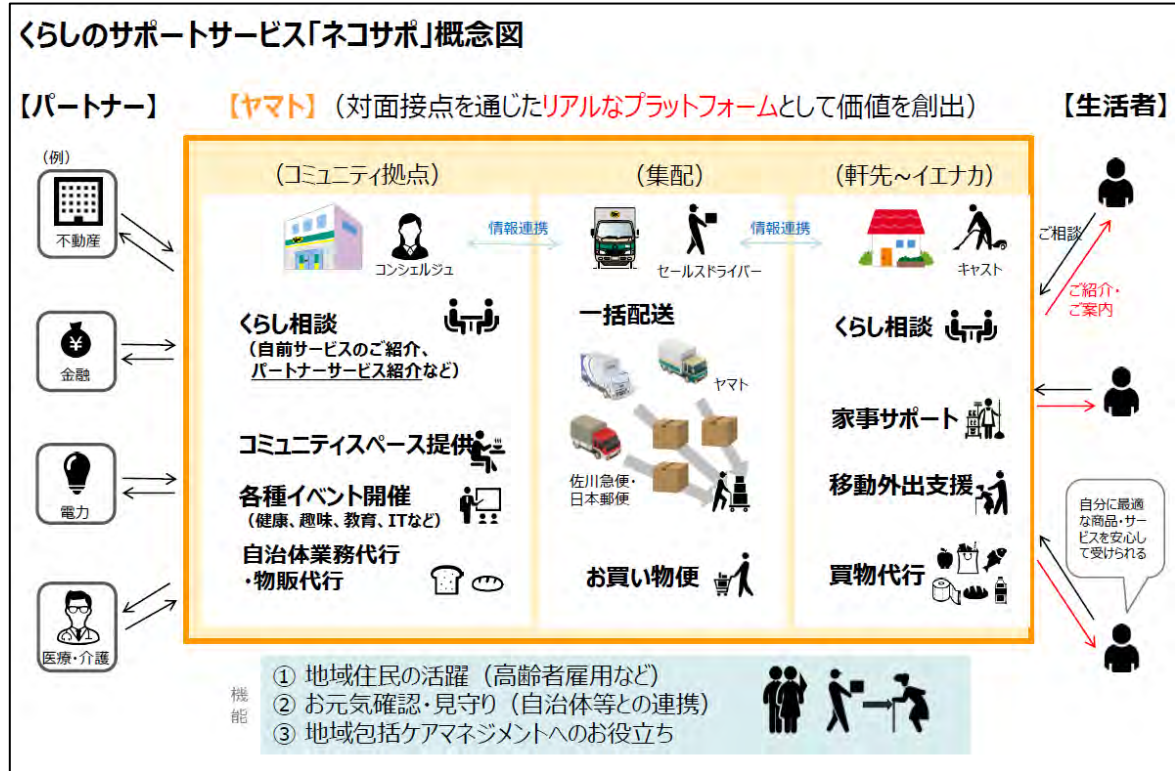 くらしのサポートサービス「ネコサポ」概念図
【パートナー】
【ヤマト】（対面接点を通じたリアルなプラットフォームとして価値を創出）
【生活者】
（例）
不動産
金融
電力
医療・介護
（コミュニティ拠点）
コンシェルジュ
くらし相談
（自前サービスのご紹介、
パートナーサービス紹介など）
コミュニティスペース提供
各種イベント開催
（健康、趣味、教育、ITなど）
自治体業務代行
・物販代行
情報連携
（集配）
セールスドライバー
一括配送
ヤマト
佐川急便・
日本郵便
お買い物便
情報連携
（軒先～イエナカ）
キャスト
くらし相談
家事サポート
移動外出支援
買物代行
ご相談
ご紹介・
ご案内
自分に最適
な商品・サー
ビスを安心し
て受けられる
機
能
① 地域住民の活躍（高齢者雇用など）
② お元気確認・見守り（自治体等との連携）
③ 地域包括ケアマネジメントへのお役立ち